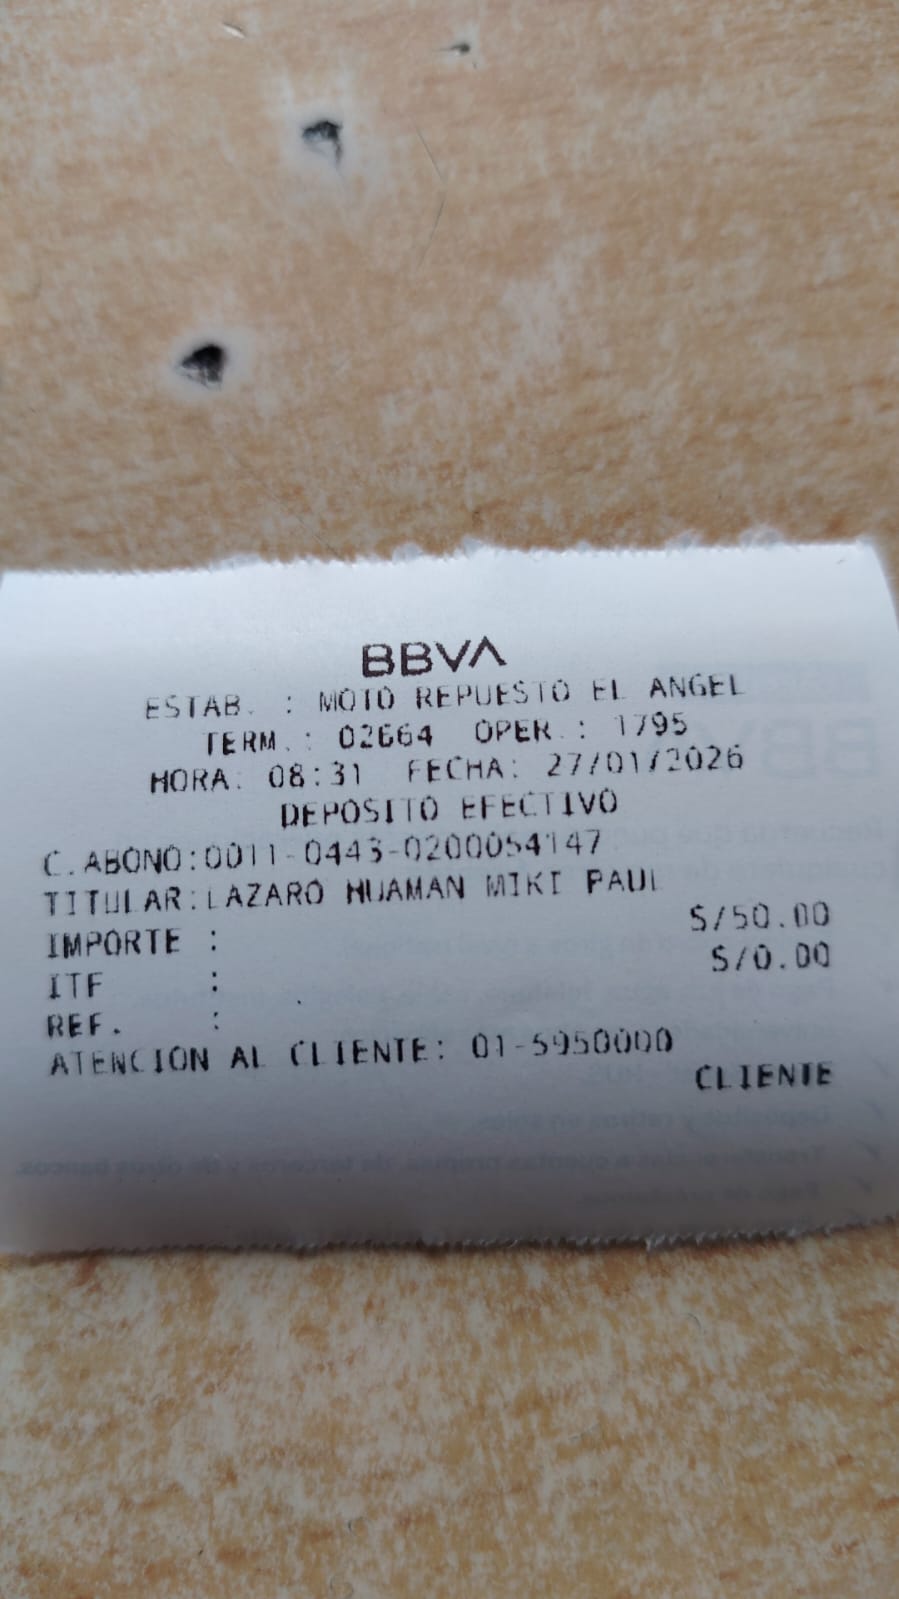 BBVA
ESTAB. : MOTO REPUESTO EL ANGEL
TERM.: 02664 OPER.: 1795
HORA: 08:31 FECHA: 27/01/2026
DEPOSITO EFECTIVO
C.ABONO:0011-0443-0200054147
TITULAR:LAZARO HUAMAN MIKI PAUL
IMPORTE : S/50.00
ITF : S/0.00
REF. :
ATENCION AL CLIENTE: 01-5950000
CLIENTE